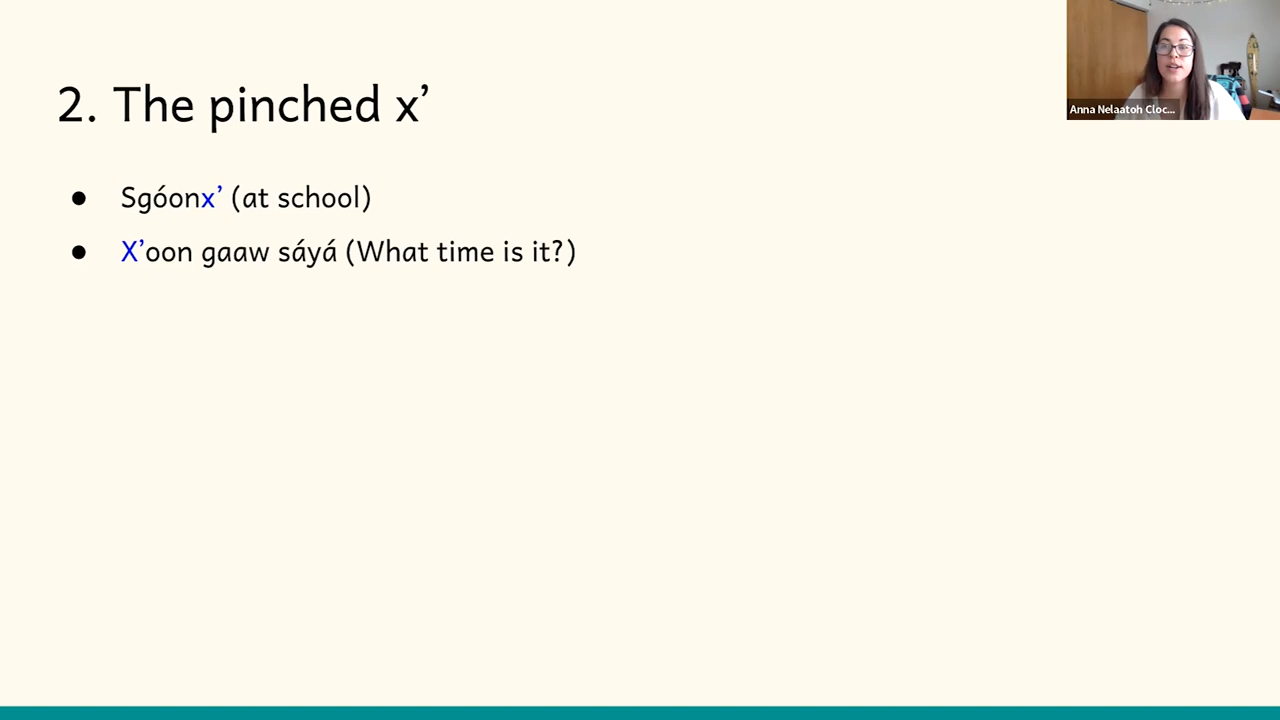 2. The pinched x’
● Sgóonx’ (at school)
● X’oon gaaw sáyá (What time is it?)
Anna Nelaatoh Cloc...